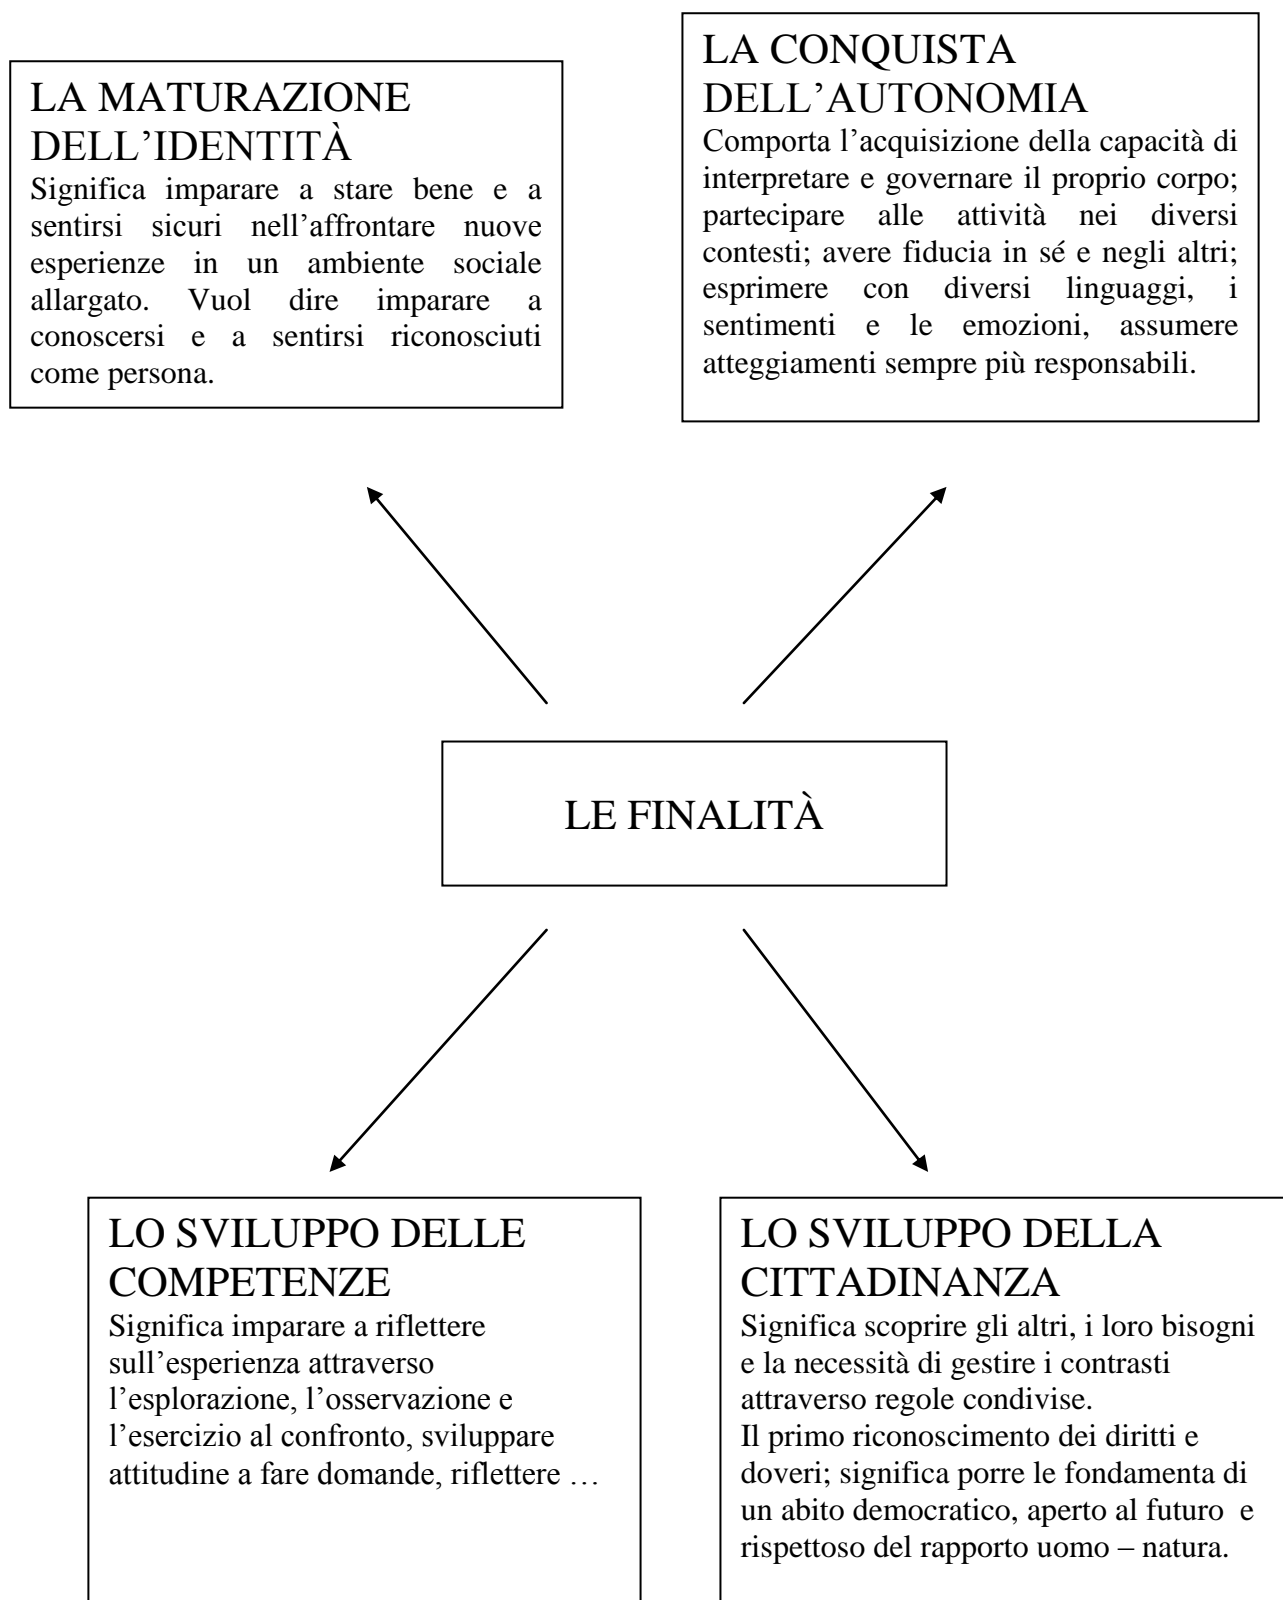 LA MATURAZIONE
DELL’IDENTITÀ
Significa imparare a stare bene e a
sentirsi sicuri nell’affrontare nuove
esperienze in un ambiente sociale
allargato. Vuol dire imparare a
conoscersi e a sentirsi riconosciuti
come persona.
LA CONQUISTA
DELL’AUTONOMIA
Comporta l’acquisizione della capacità di
interpretare e governare il proprio corpo;
partecipare alle attività nei diversi
contesti; avere fiducia in sé e negli altri;
esprimere con diversi linguaggi, i
sentimenti e le emozioni, assumere
atteggiamenti sempre più responsabili.
LE FINALITÀ
LO SVILUPPO DELLE
COMPETENZE
Significa imparare a riflettere
sull’esperienza attraverso
l’esplorazione, l’osservazione e
l’esercizio al confronto, sviluppare
attitudine a fare domande, riflettere …
LO SVILUPPO DELLA
CITTADINANZA
Significa scoprire gli altri, i loro bisogni
e la necessità di gestire i contrasti
attraverso regole condivise.
Il primo riconoscimento dei diritti e
doveri; significa porre le fondamenta di
un abito democratico, aperto al futuro  e
rispettoso del rapporto uomo – natura.